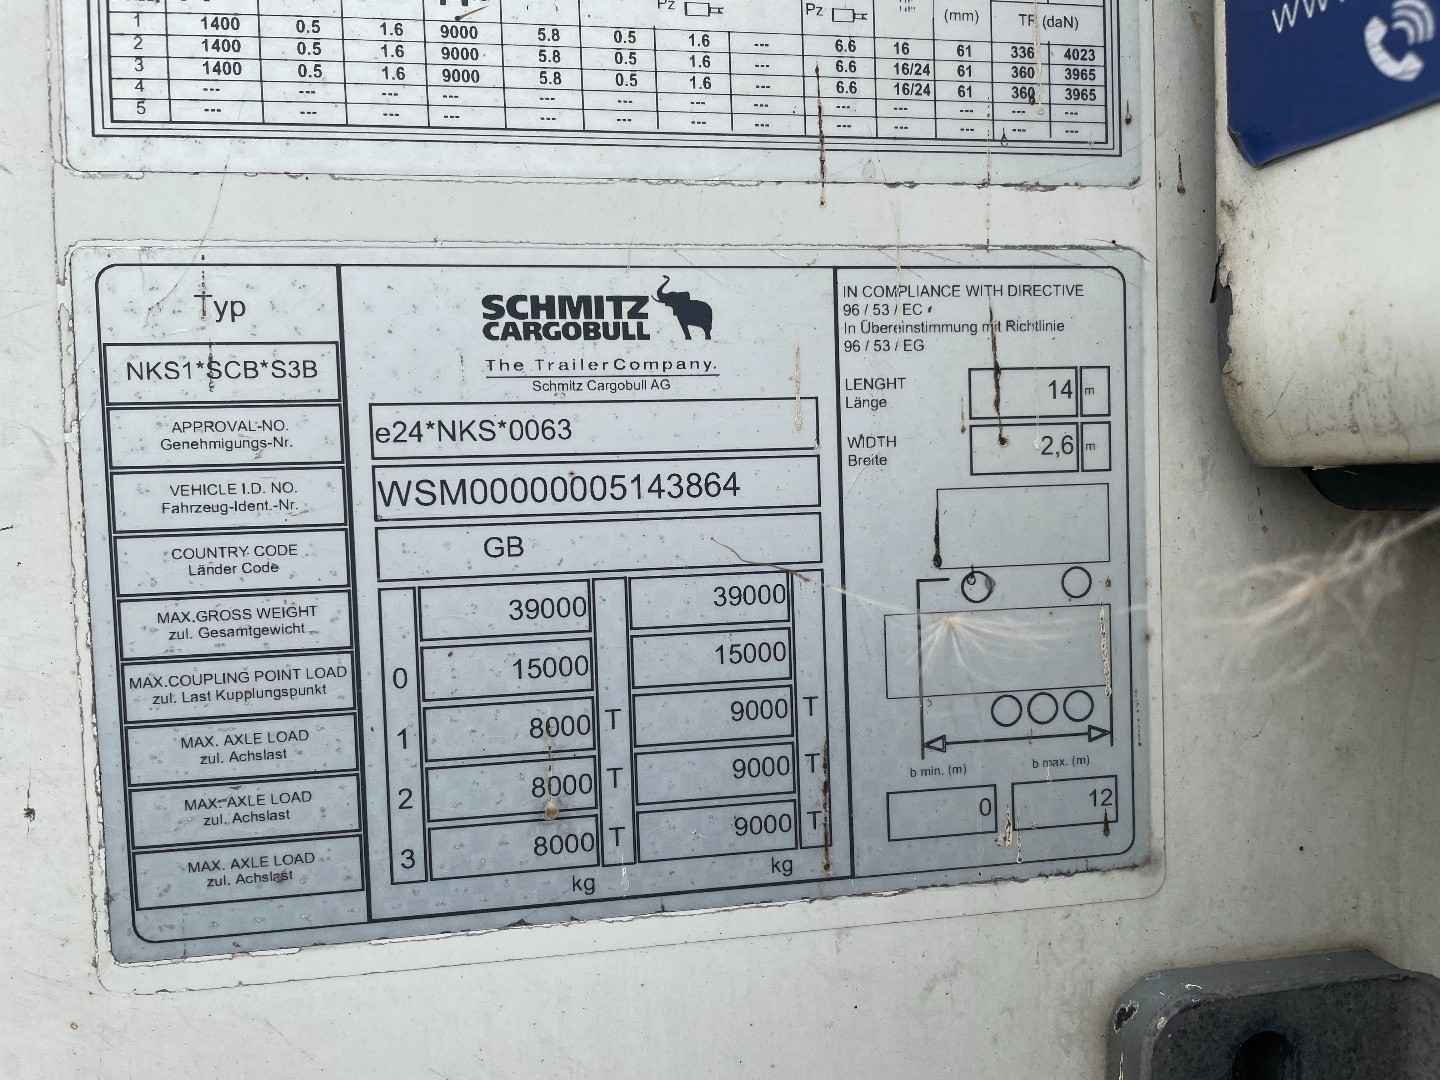 Pz Pz (mm) TR (daN)
1 1400 0.5 1.6 9000 5.8 0.5 1.6 --- 6.6 16 61 336 4023
2 1400 0.5 1.6 9000 5.8 0.5 1.6 --- 6.6 16/24 61 360 3965
3 1400 0.5 1.6 9000 5.8 0.5 1.6 --- 6.6 16/24 61 360 3965
4 --- --- --- --- --- --- --- --- --- --- --- --- ---
5 --- --- --- --- --- --- --- --- --- --- --- --- ---
Typ
NKS1*SCB*S3B
APPROVAL-NO.
Genehmigungs-Nr.
VEHICLE I.D. NO.
Fahrzeug-Ident.-Nr.
COUNTRY CODE
Länder Code
MAX.GROSS WEIGHT
zul. Gesamtgewicht
MAX.COUPLING POINT LOAD
zul. Last Kupplungspunkt
MAX. AXLE LOAD
zul. Achslast
MAX. AXLE LOAD
zul. Achslast
MAX. AXLE LOAD
zul. Achslast
SCHMITZ
CARGOBULL
The TrailerCompany.
Schmitz Cargobull AG
e24*NKS*0063
WSM00000005143864
GB
39000 39000
0 15000 15000
1 8000 T 9000 T
2 8000 T 9000 T
3 8000 T 9000 T
kg kg
IN COMPLIANCE WITH DIRECTIVE
96 / 53 / EC
In Übereinstimmung mit Richtlinie
96 / 53 / EG
LENGHT
Länge
14 m
WIDTH
Breite
2,6 m
b min. (m) b max. (m)
0 12
www